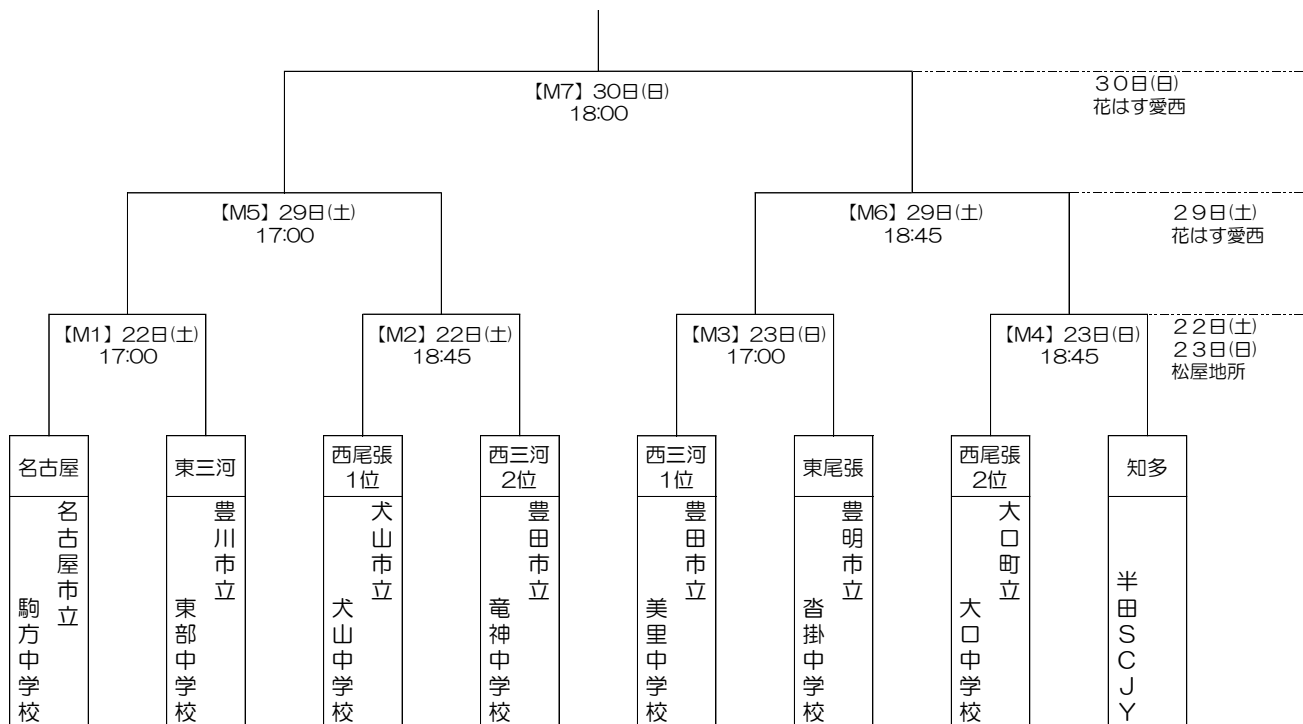 【M7】30日(日)
18:00
30日(日)
花はす愛西
【M5】29日(土)
17:00
【M6】29日(土)
18:45
29日(土)
花はす愛西
【M1】22日(土)
17:00
【M2】22日(土)
18:45
【M3】23日(日)
17:00
【M4】23日(日)
18:45
22日(土)
23日(日)
松屋地所
名古屋
名古屋市立
駒方中学校
東三河
豊川市立
東部中学校
西尾張
1位
犬山市立
犬山中学校
西三河
2位
豊田市立
竜神中学校
西三河
1位
豊田市立
美里中学校
東尾張
豊明市立
沓掛中学校
西尾張
2位
大口町立
大口中学校
知多
半田SCJY